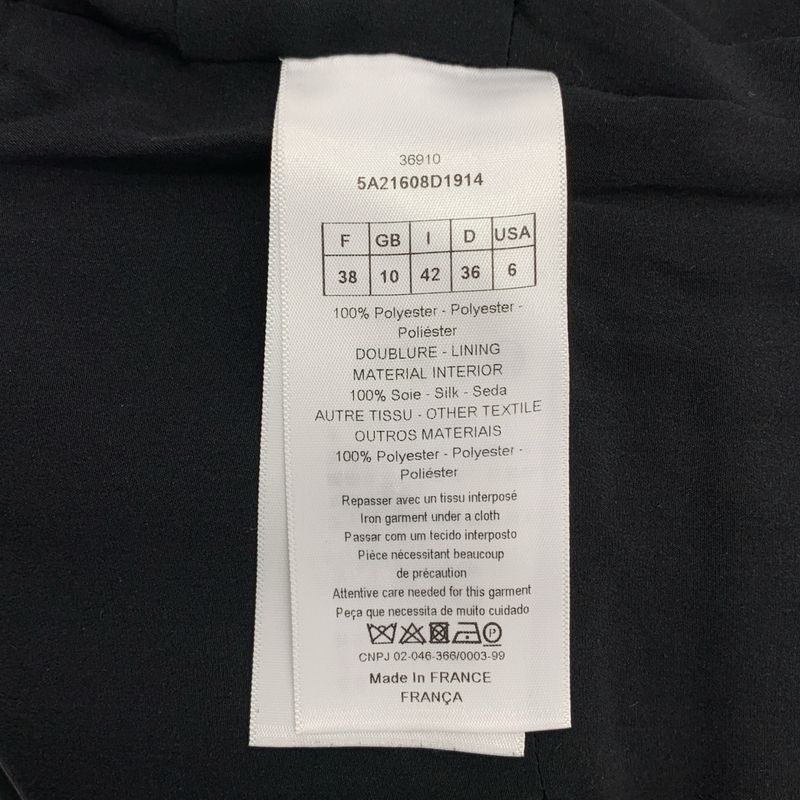 36910
5A21608D1914
F GB I D USA
38 10 42 36 6
100% Polyester - Polyester -
Poliéster
DOUBLURE - LINING
MATERIAL INTERIOR
100% Soie - Silk - Seda
AUTRE TISSU - OTHER TEXTILE
OUTROS MATERIAIS
100% Polyester - Polyester -
Poliéster
Repasser avec un tissu interposé
Iron garment under a cloth
Passar com um tecido interposto
Pièce nécessitant beaucoup
de précaution
Attentive care needed for this garment
Peça que necessita de muito cuidado
P
CNPJ 02-046-366/0003-99
Made In FRANCE
FRANÇA